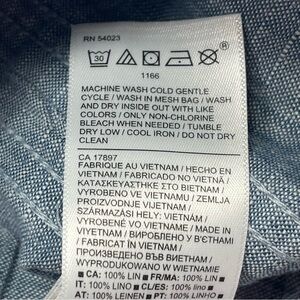 RN 54023
30
®
1166
MACHINE WASH COLD GENTLE
CYCLE / WASH IN MESH BAG / WASH
AND DRY INSIDE OUT WITH LIKE
COLORS / ONLY NON-CHLORINE
BLEACH WHEN NEEDED / TUMBLE
DRY LOW / COOL IRON / DO NOT DRY
CLEAN
CA 17897
FABRIQUE AU VIETNAM / HECHO EN
VIETNAM / FABRICADO NO VIETNÃ /
ΚΑΤΑΣΚΕΥΑΣΤΗΚΕ ΣΤΟ ΒΙΕΤΝΑΜ /
VYROBENO VE VIETNAMU / ZEMLJA
PROIZVODNJE: VIETNAM /
SZÁRMAZÁSI HELY: VIETNÁM /
VYROBENÉ VO VIETNAME / MADE IN
VIYETNAM / ВИРОБЛЕНО У В'ЄТНАМІ
/ FABRICAT ÎN VIETNAM /
ПРОИЗВЕДЕНО ВЪВ ВИЕТНАМ /
WYPRODUKOWANO W WIETNAMIE
CA: 100% LIN FR/MA: 100% LIN
IT: 100% LINO CL/ES: 100% lino
AT: 100% LEINEN PT: 100% LINHO